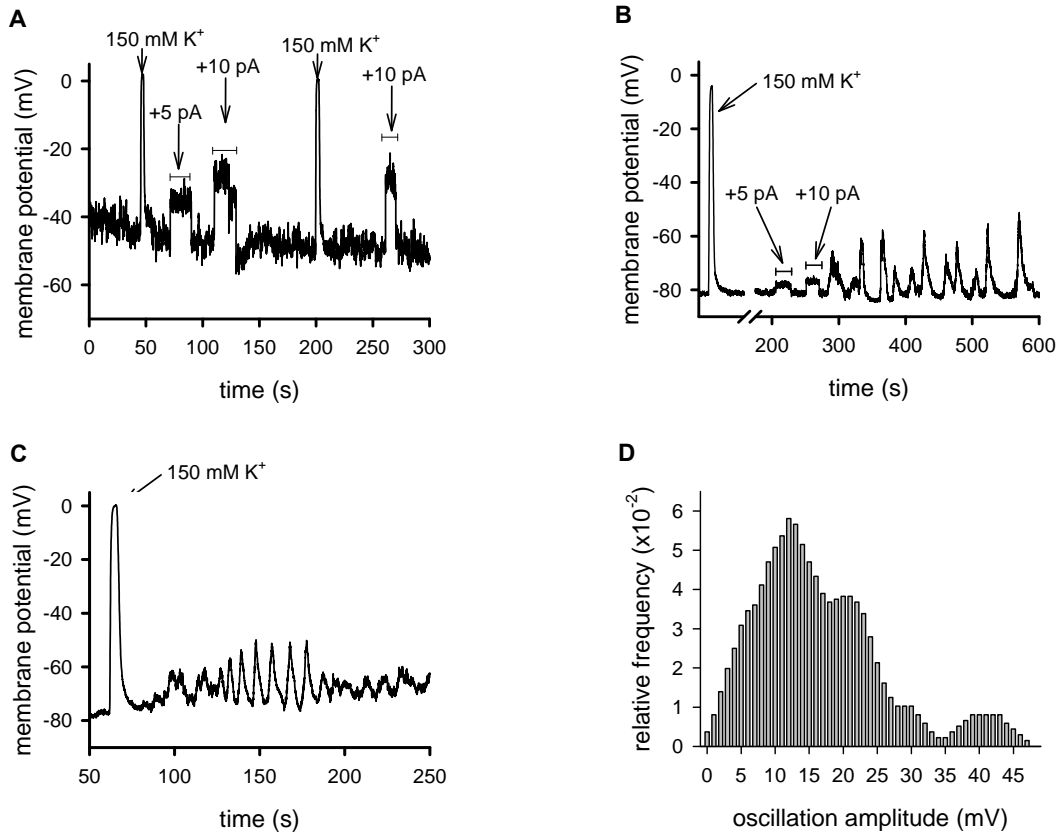 A
150 mM K⁺
150 mM K⁺
+10 pA
+10 pA
+5 pA
membrane potential (mV)
0
-20
-40
-60
0 50 100 150 200 250 300
time (s)
B
150 mM K⁺
+5 pA +10 pA
membrane potential (mV)
0
-20
-40
-60
-80
200 300 400 500 600
time (s)
C
150 mM K⁺
membrane potential (mV)
0
-20
-40
-60
-80
50 100 150 200 250
time (s)
D
relative frequency (x10⁻²)
6
5
4
3
2
1
0
0 5 10 15 20 25 30 35 40 45
oscillation amplitude (mV)